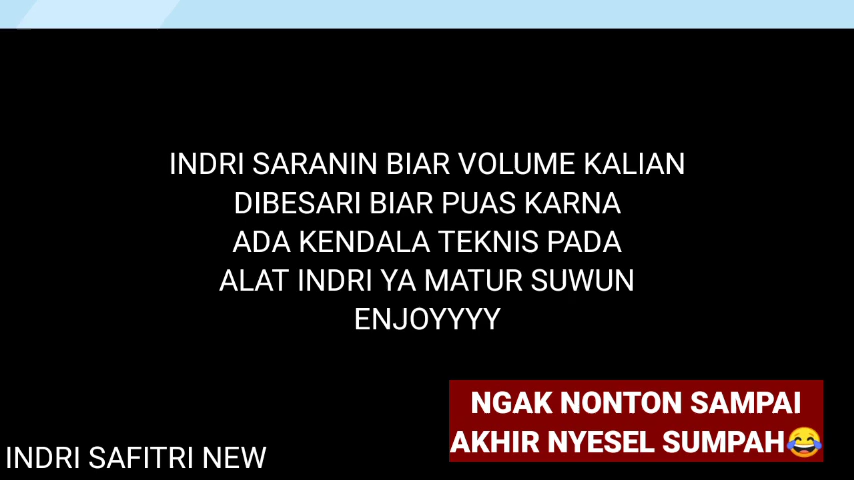 INDRI SARANIN BIAR VOLUME KALIAN
DIBESARI BIAR PUAS KARNA
ADA KENDALA TEKNIS PADA
ALAT INDRI YA MATUR SUWUN
ENJOYYYY
NGAK NONTON SAMPAI
AKHIR NYESEL SUMPAH😂
INDRI SAFITRI NEW